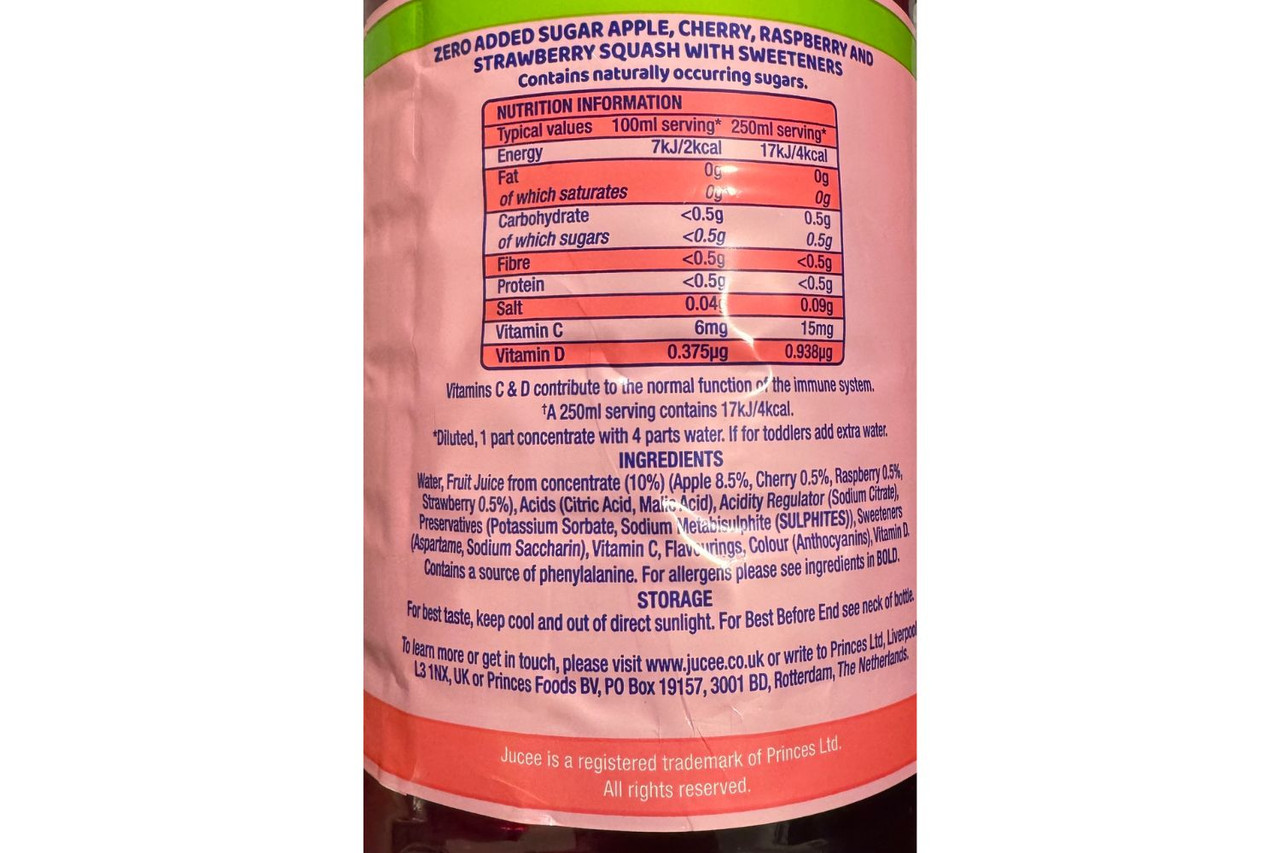 ZERO ADDED SUGAR APPLE, CHERRY, RASPBERRY AND
STRAWBERRY SQUASH WITH SWEETENERS
Contains naturally occurring sugars.
NUTRITION INFORMATION
Typical values 100ml serving* 250ml serving*
Energy 7kJ/2kcal 17kJ/4kcal
Fat 0g 0g
of which saturates 0g 0g
Carbohydrate <0.5g 0.5g
of which sugars <0.5g 0.5g
Fibre <0.5g <0.5g
Protein <0.5g <0.5g
Salt 0.04g 0.09g
Vitamin C 6mg 15mg
Vitamin D 0.375µg 0.938µg
Vitamins C & D contribute to the normal function of the immune system.
†A 250ml serving contains 17kJ/4kcal.
*Diluted, 1 part concentrate with 4 parts water. If for toddlers add extra water.
INGREDIENTS
Water, Fruit Juice from concentrate (10%) (Apple 8.5%, Cherry 0.5%, Raspberry 0.5%,
Strawberry 0.5%), Acids (Citric Acid, Malic Acid), Acidity Regulator (Sodium Citrate),
Preservatives (Potassium Sorbate, Sodium Metabisulphite (SULPHITES)), Sweeteners
(Aspartame, Sodium Saccharin), Vitamin C, Flavourings, Colour (Anthocyanins), Vitamin D.
Contains a source of phenylalanine. For allergens please see ingredients in BOLD.
STORAGE
For best taste, keep cool and out of direct sunlight. For Best Before End see neck of bottle.
To learn more or get in touch, please visit www.jucee.co.uk or write to Princes Ltd, Liverpool
L3 1NX, UK or Princes Foods BV, PO Box 19157, 3001 BD, Rotterdam, The Netherlands.
Jucee is a registered trademark of Princes Ltd.
All rights reserved.